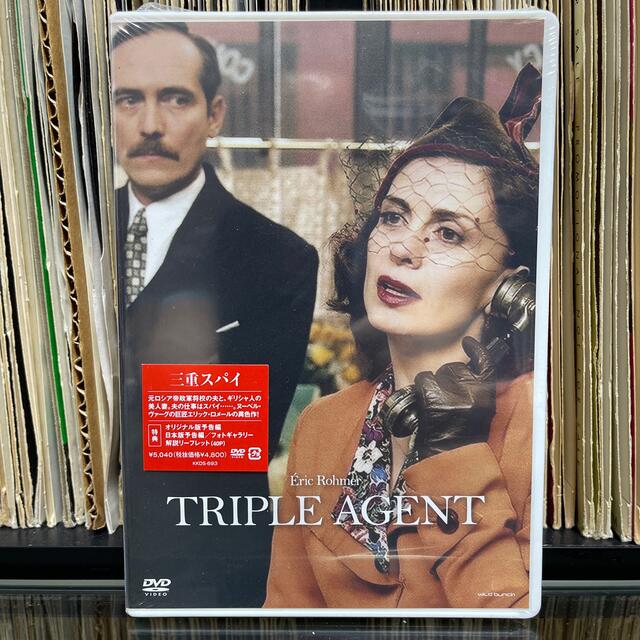 三重スパイ
元ロシア帝政軍将校の夫と、ギリシャ人の
美人妻。夫の仕事はスパイ……。ヌーベル・
ヴァーグの巨匠エリック・ロメールの異色作!
特典
オリジナル版予告編
日本版予告編/フォトギャラリー
解説リーフレット(40P)
¥5,040(税抜価格¥4,800)
DVD
KKDS-693
Éric Rohmer
TRIPLE AGENT
DVD
VIDEO
wild bunch